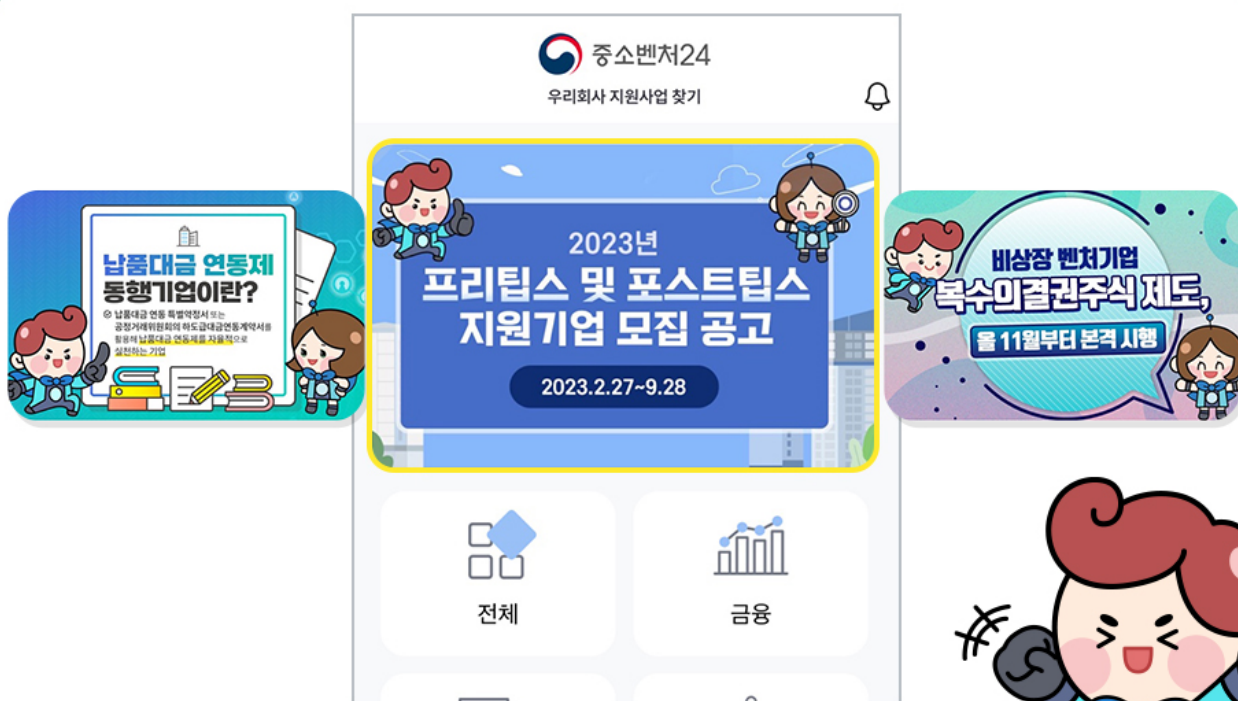 중소벤처24
우리회사 지원사업 찾기
납품대금 연동제
동행기업이란?
납품대금 연동 특별약정서 또는
공정거래위원회의 하도급대금연동계약서를
활용해 납품대금 연동제를 자율적으로
실천하는 기업
2023년
프리팁스 및 포스트팁스
지원기업 모집 공고
2023.2.27~9.28
비상장 벤처기업
복수의결권주식 제도,
올 11월부터 본격 시행
전체
금융